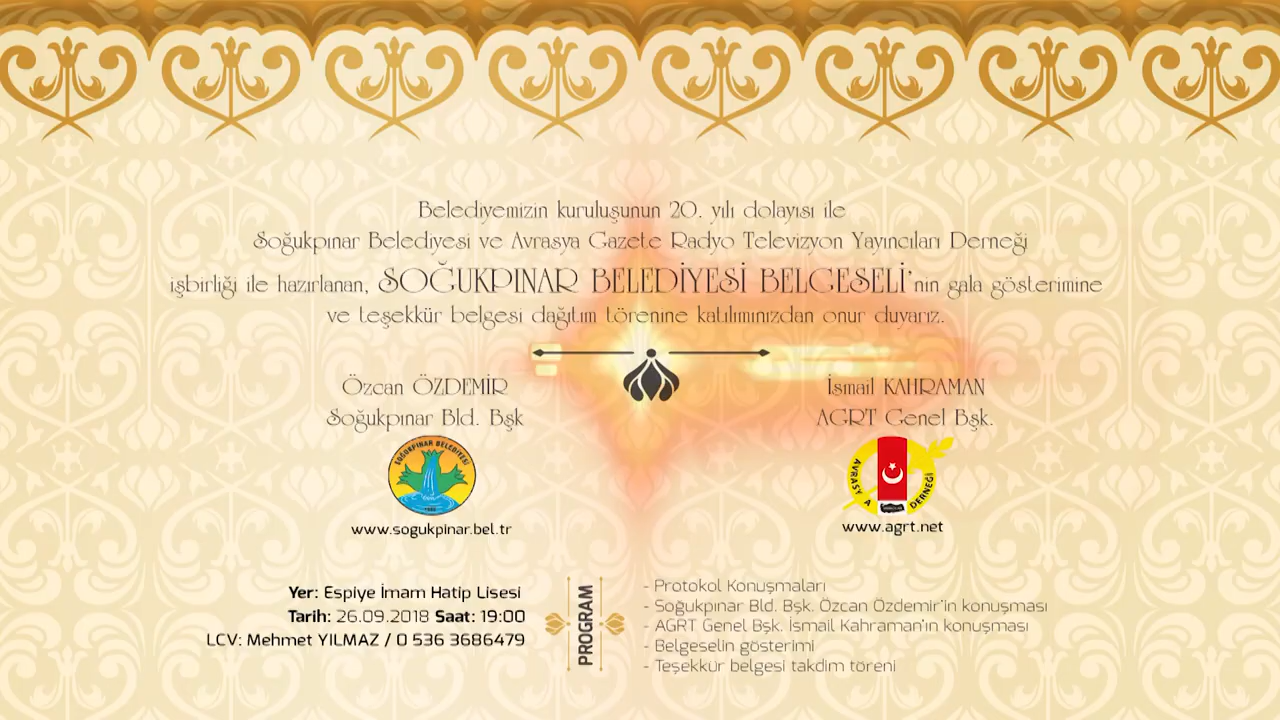 Belediyemizin kuruluşunun 20. yılı dolayısı ile
Soğukpınar Belediyesi ve Avrasya Gazete Radyo Televizyon Yayıncıları Derneği
işbirliği ile hazırlanan, SOĞUKPINAR BELEDİYESİ BELGESELİ'nin gala gösterimine
ve teşekkür belgesi dağıtım törenine katılımınızdan onur duyarız.
Özcan ÖZDEMİR
Soğukpınar Bld. Bşk
SOĞUKPINAR BELEDİYESİ
www.sogukpinar.bel.tr
İsmail KAHRAMAN
AGRT Genel Bşk.
AVRASYA DERNEĞİ
www.agrt.net
Yer: Espiye İmam Hatip Lisesi
Tarih: 26.09.2018 Saat: 19:00
LCV: Mehmet YILMAZ / 0 536 3686479
PROGRAM
- Protokol Konuşmaları
- Soğukpınar Bld. Bşk. Özcan Özdemir'in konuşması
- AGRT Genel Bşk. İsmail Kahraman'ın konuşması
- Belgeselin gösterimi
- Teşekkür belgesi takdim töreni